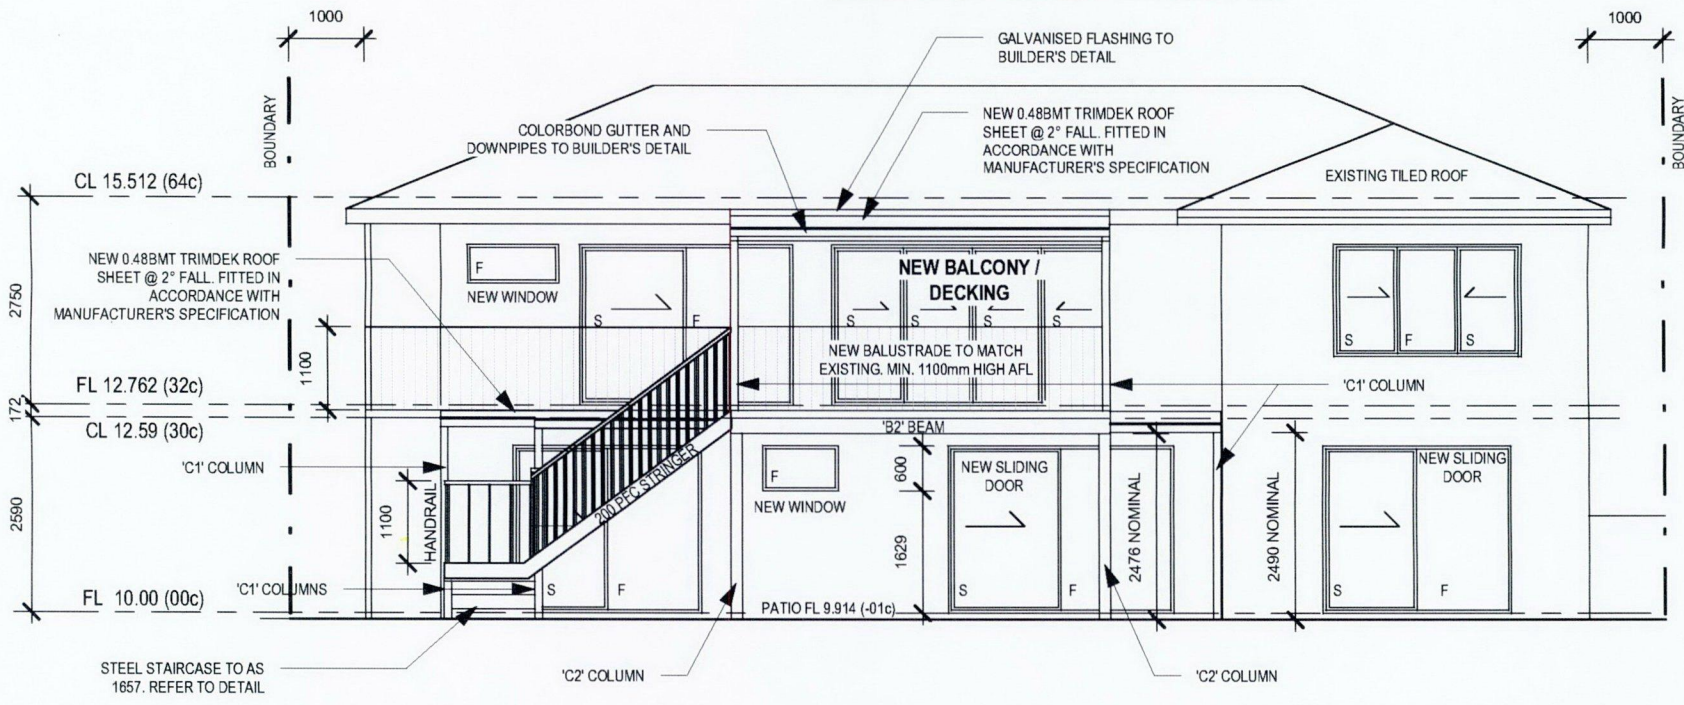 1000
1000
GALVANISED FLASHING TO
BUILDER'S DETAIL
BOUNDARY
BOUNDARY
COLORBOND GUTTER AND
DOWNPIPES TO BUILDER'S DETAIL
NEW 0.48BMT TRIMDEK ROOF
SHEET @ 2° FALL. FITTED IN
ACCORDANCE WITH
MANUFACTURER'S SPECIFICATION
EXISTING TILED ROOF
CL 15.512 (64c)
NEW 0.48BMT TRIMDEK ROOF
SHEET @ 2° FALL. FITTED IN
ACCORDANCE WITH
MANUFACTURER'S SPECIFICATION
2750
F
NEW WINDOW
S
F
NEW BALCONY /
DECKING
S
S
S
S
S
F
S
1100
NEW BALUSTRADE TO MATCH
EXISTING. MIN. 1100mm HIGH AFL
'C1' COLUMN
FL 12.762 (32c)
172
CL 12.59 (30c)
'B2' BEAM
'C1' COLUMN
2590
1100
HANDRAIL
200 PFC STRINGER
F
NEW WINDOW
600
1629
NEW SLIDING
DOOR
2476 NOMINAL
2490 NOMINAL
NEW SLIDING
DOOR
'C1' COLUMNS
S
F
S
F
S
F
FL 10.00 (00c)
PATIO FL 9.914 (-01c)
STEEL STAIRCASE TO AS
1657. REFER TO DETAIL
'C2' COLUMN
'C2' COLUMN